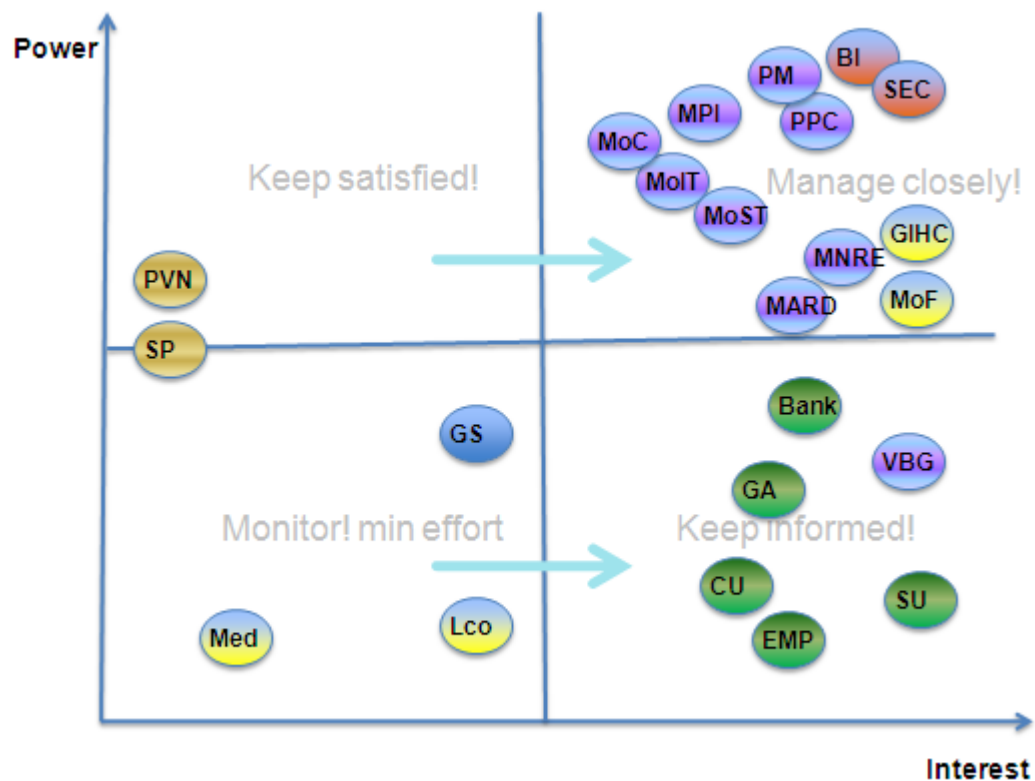 Power
BI
PM
SEC
MPI
PPC
MoC
Keep satisfied!
MoIT
Manage closely!
MoST
GIHC
MNRE
PVN
MARD
MoF
SP
Bank
GS
VBG
GA
Monitor! min effort
Keep informed!
CU
SU
Med
Lco
EMP
Interest